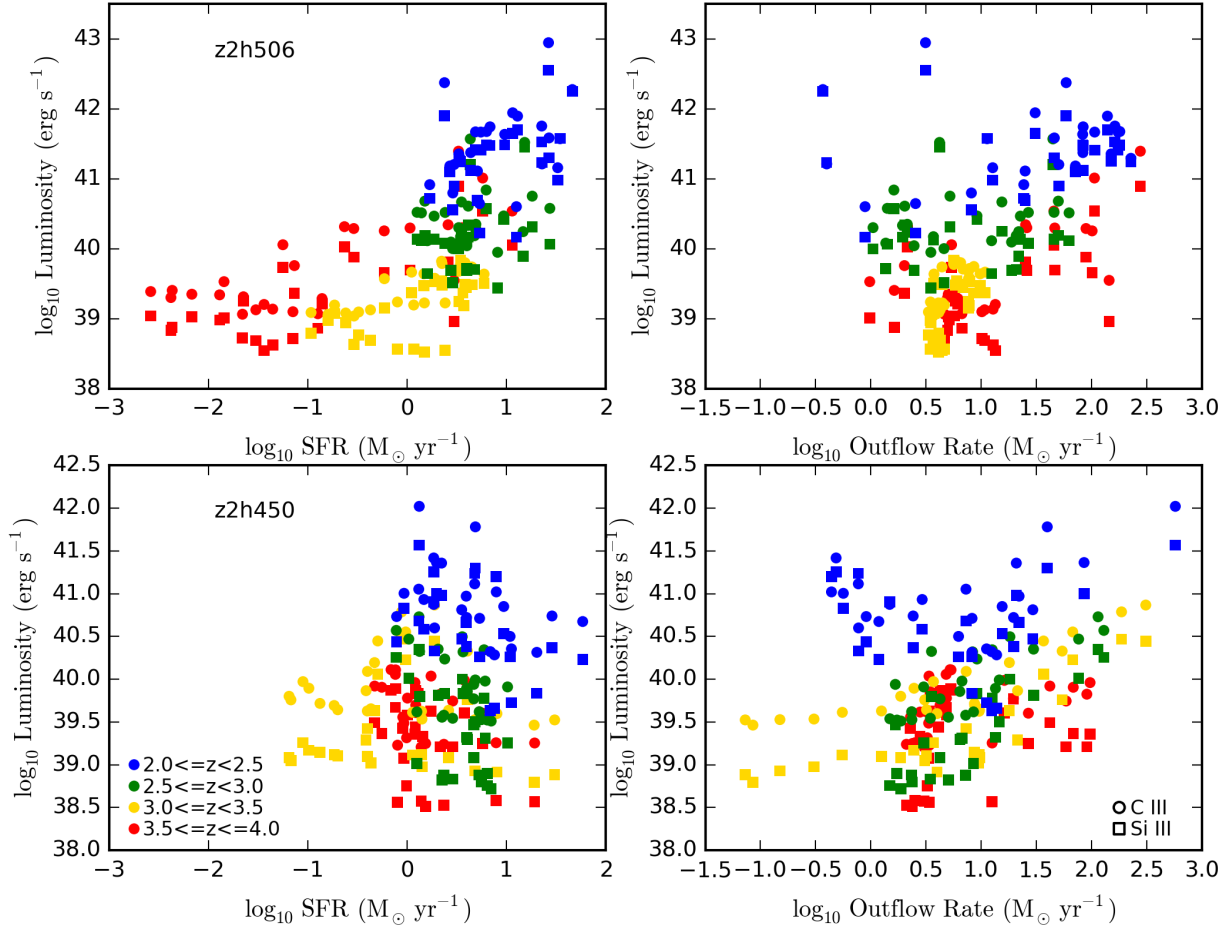 z2h506
43
42
41
40
39
38
log₁₀ Luminosity (erg s⁻¹)
−3 −2 −1 0 1 2
log₁₀ SFR (M☉ yr⁻¹)
43
42
41
40
39
38
log₁₀ Luminosity (erg s⁻¹)
−1.5 −1.0 −0.5 0.0 0.5 1.0 1.5 2.0 2.5 3.0
log₁₀ Outflow Rate (M☉ yr⁻¹)
z2h450
42.5
42.0
41.5
41.0
40.5
40.0
39.5
39.0
38.5
38.0
log₁₀ Luminosity (erg s⁻¹)
2.0<=z<2.5
2.5<=z<3.0
3.0<=z<3.5
3.5<=z<=4.0
−3 −2 −1 0 1 2
log₁₀ SFR (M☉ yr⁻¹)
42.5
42.0
41.5
41.0
40.5
40.0
39.5
39.0
38.5
38.0
log₁₀ Luminosity (erg s⁻¹)
C III
Si III
−1.5 −1.0 −0.5 0.0 0.5 1.0 1.5 2.0 2.5 3.0
log₁₀ Outflow Rate (M☉ yr⁻¹)